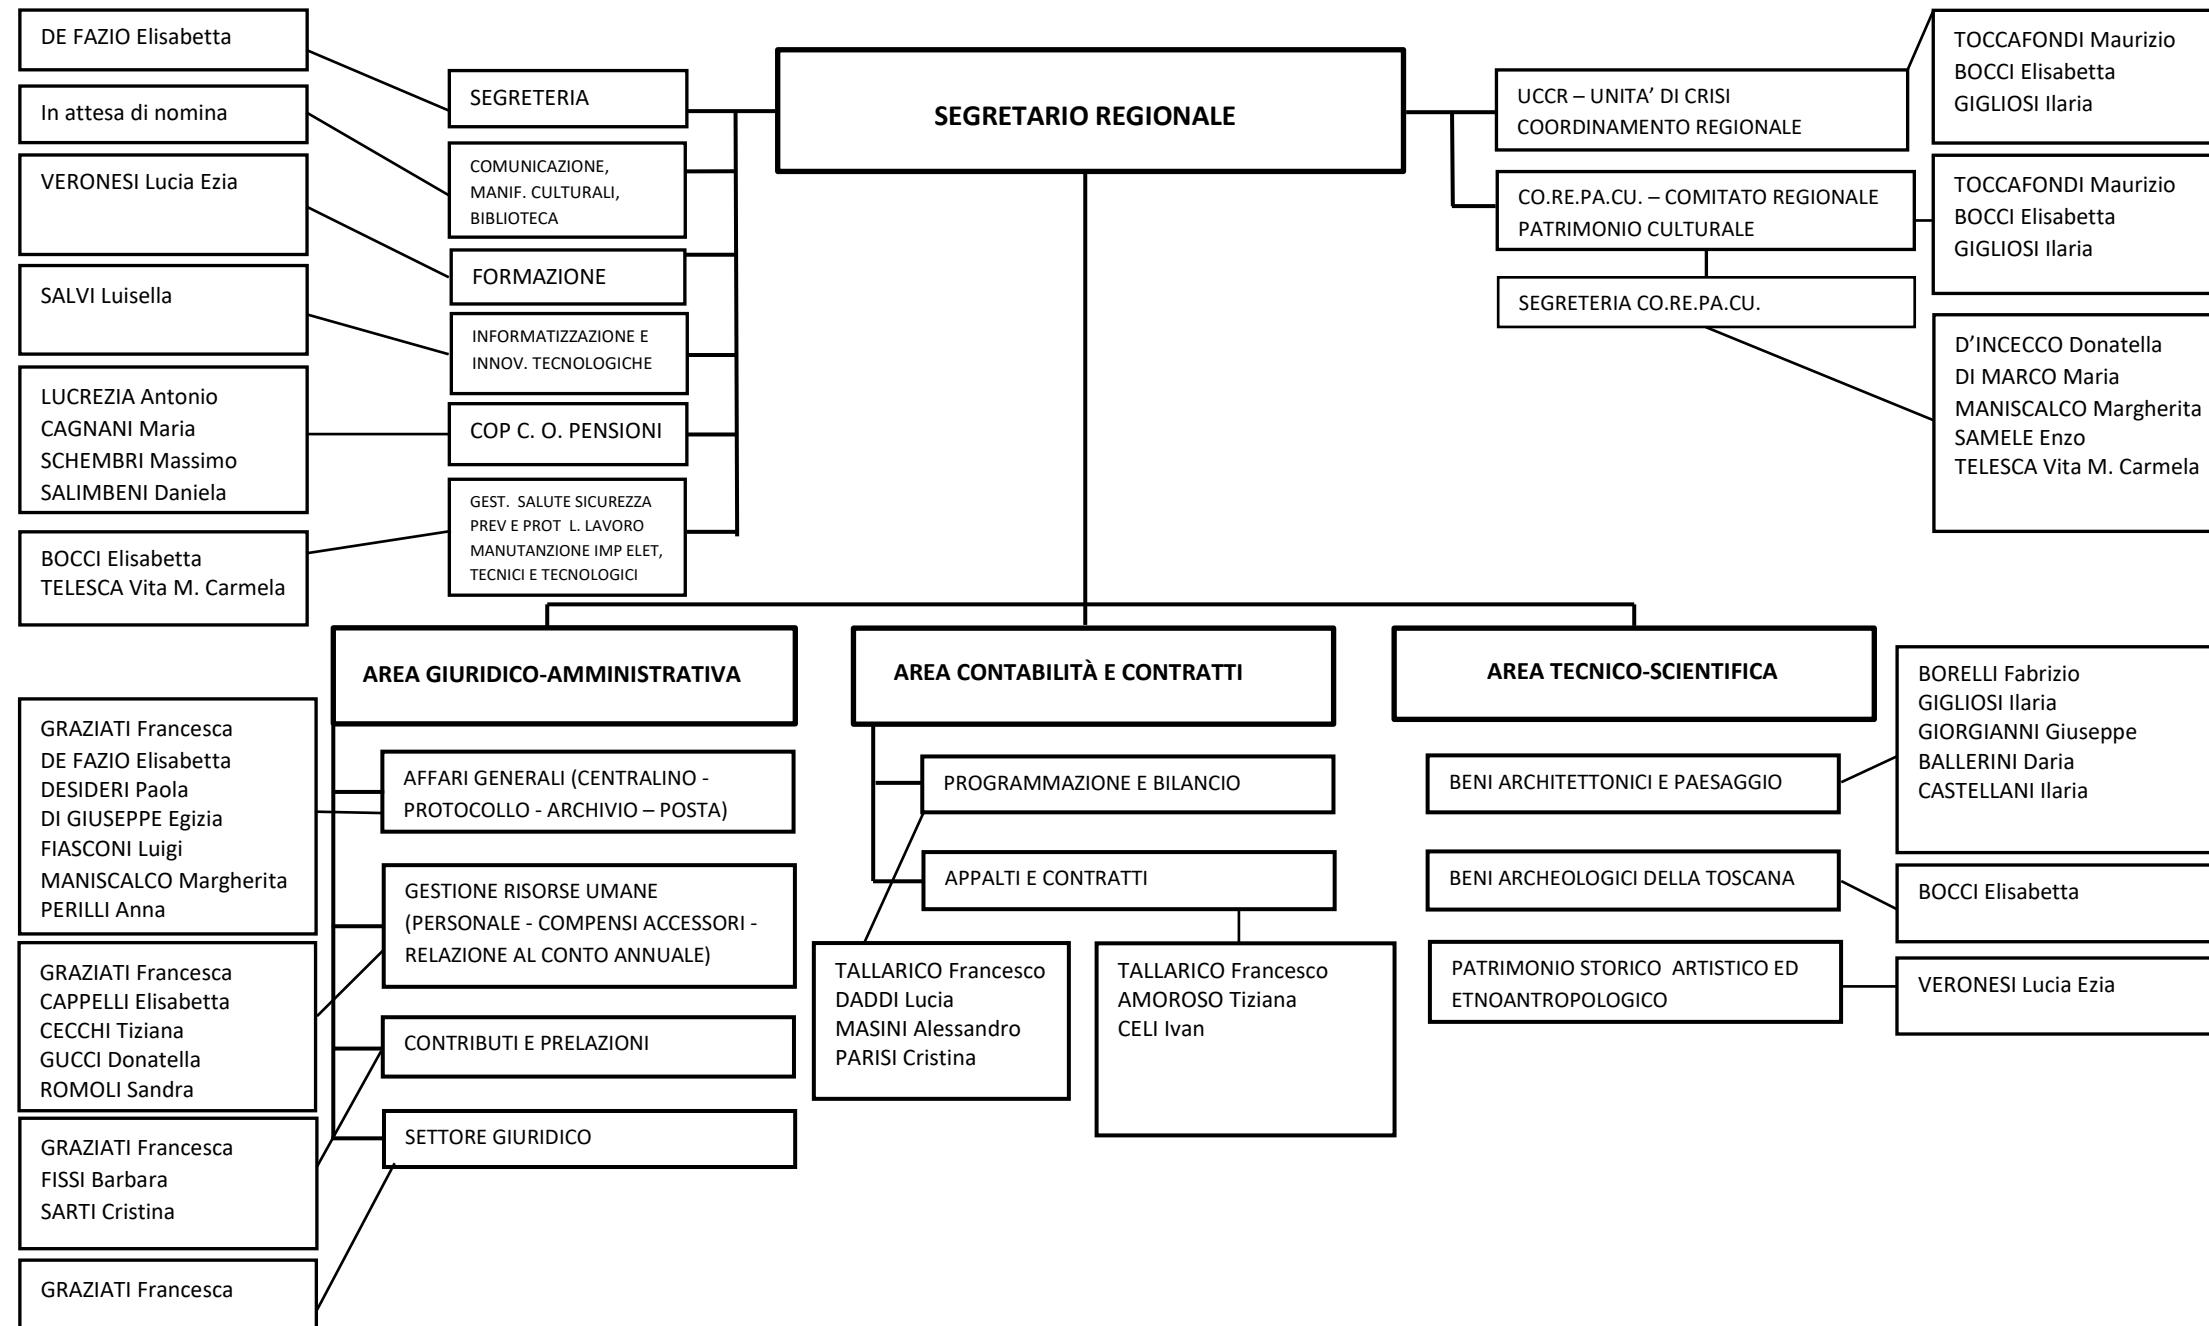 DE FAZIO Elisabetta
In attesa di nomina
VERONESI Lucia Ezia
SALVI Luisella
LUCREZIA Antonio
CAGNANI Maria
SCHEMBRI Massimo
SALIMBENI Daniela
BOCCI Elisabetta
TELESCA Vita M. Carmela
SEGRETERIA
COMUNICAZIONE,
MANIF. CULTURALI,
BIBLIOTECA
FORMAZIONE
INFORMATIZZAZIONE E
INNOV. TECNOLOGICHE
COP C. O. PENSIONI
GEST. SALUTE SICUREZZA
PREV E PROT L. LAVORO
MANUTANZIONE IMP ELET,
TECNICI E TECNOLOGICI
SEGRETARIO REGIONALE
UCCR – UNITA’ DI CRISI
COORDINAMENTO REGIONALE
CO.RE.PA.CU. – COMITATO REGIONALE
PATRIMONIO CULTURALE
SEGRETERIA CO.RE.PA.CU.
TOCCAFONDI Maurizio
BOCCI Elisabetta
GIGLIOSI Ilaria
TOCCAFONDI Maurizio
BOCCI Elisabetta
GIGLIOSI Ilaria
D’INCECCO Donatella
DI MARCO Maria
MANISCALCO Margherita
SAMELE Enzo
TELESCA Vita M. Carmela
AREA GIURIDICO-AMMINISTRATIVA
AFFARI GENERALI (CENTRALINO -
PROTOCOLLO - ARCHIVIO – POSTA)
GESTIONE RISORSE UMANE
(PERSONALE - COMPENSI ACCESSORI -
RELAZIONE AL CONTO ANNUALE)
CONTRIBUTI E PRELAZIONI
SETTORE GIURIDICO
GRAZIATI Francesca
DE FAZIO Elisabetta
DESIDERI Paola
DI GIUSEPPE Egizia
FIASCONI Luigi
MANISCALCO Margherita
PERILLI Anna
GRAZIATI Francesca
CAPPELLI Elisabetta
CECCHI Tiziana
GUCCI Donatella
ROMOLI Sandra
GRAZIATI Francesca
FISSI Barbara
SARTI Cristina
GRAZIATI Francesca
AREA CONTABILITÀ E CONTRATTI
PROGRAMMAZIONE E BILANCIO
APPALTI E CONTRATTI
TALLARICO Francesco
DADDI Lucia
MASINI Alessandro
PARISI Cristina
TALLARICO Francesco
AMOROSO Tiziana
CELI Ivan
AREA TECNICO-SCIENTIFICA
BENI ARCHITETTONICI E PAESAGGIO
BENI ARCHEOLOGICI DELLA TOSCANA
PATRIMONIO STORICO ARTISTICO ED
ETNOANTROPOLOGICO
BORELLI Fabrizio
GIGLIOSI Ilaria
GIORGIANNI Giuseppe
BALLERINI Daria
CASTELLANI Ilaria
BOCCI Elisabetta
VERONESI Lucia Ezia